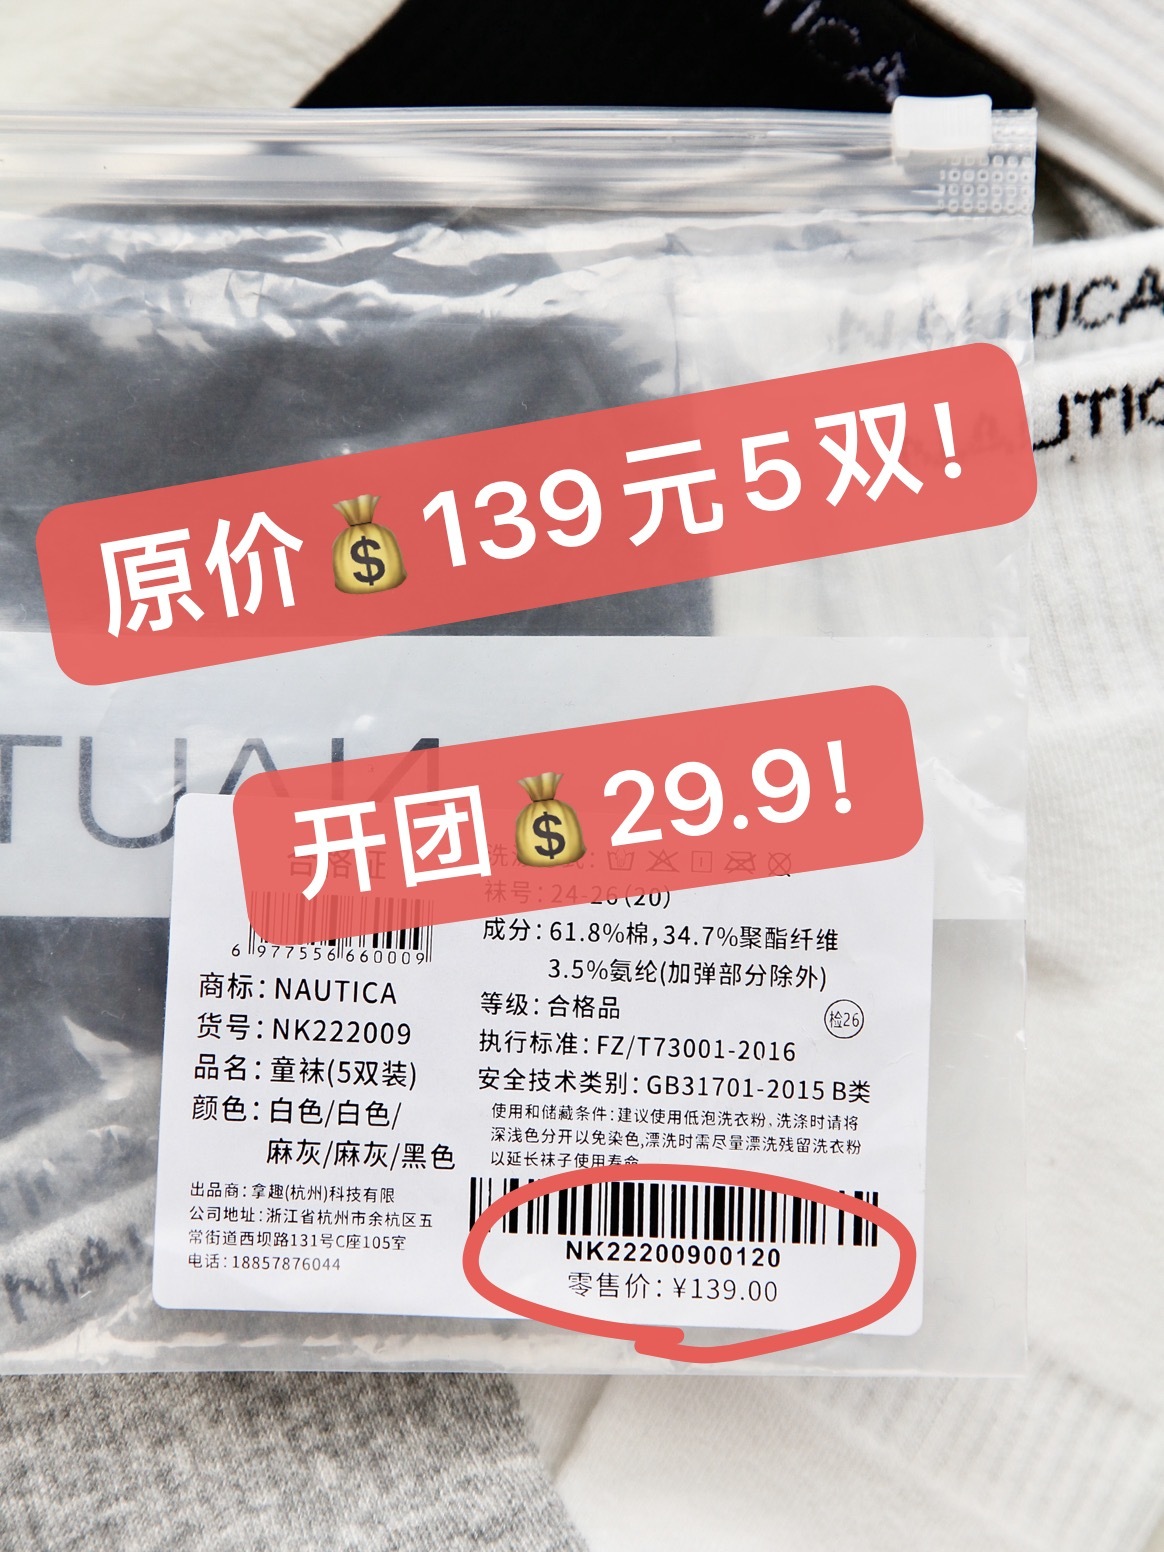 TICA
NAUTICA
AUTIC
原价💰139元5双！
开团💰29.9！
NAUT
合格证
6 977556 660009
商标：NAUTICA
货号：NK222009
品名：童袜(5双装)
颜色：白色/白色/
麻灰/麻灰/黑色
出品商：拿趣(杭州)科技有限
公司地址：浙江省杭州市余杭区五
常街道西坝路131号C座105室
电话：18857876044
洗涤方式：
袜号：24-26(20)
成分：61.8%棉，34.7%聚酯纤维
3.5%氨纶(加弹部分除外)
等级：合格品
检26
执行标准：FZ/T73001-2016
安全技术类别：GB31701-2015 B类
使用和储藏条件：建议使用低泡洗衣粉，洗涤时请将
深浅色分开以免染色，漂洗时需尽量漂洗残留洗衣粉
以延长袜子使用寿命
NK22200900120
零售价：¥139.00